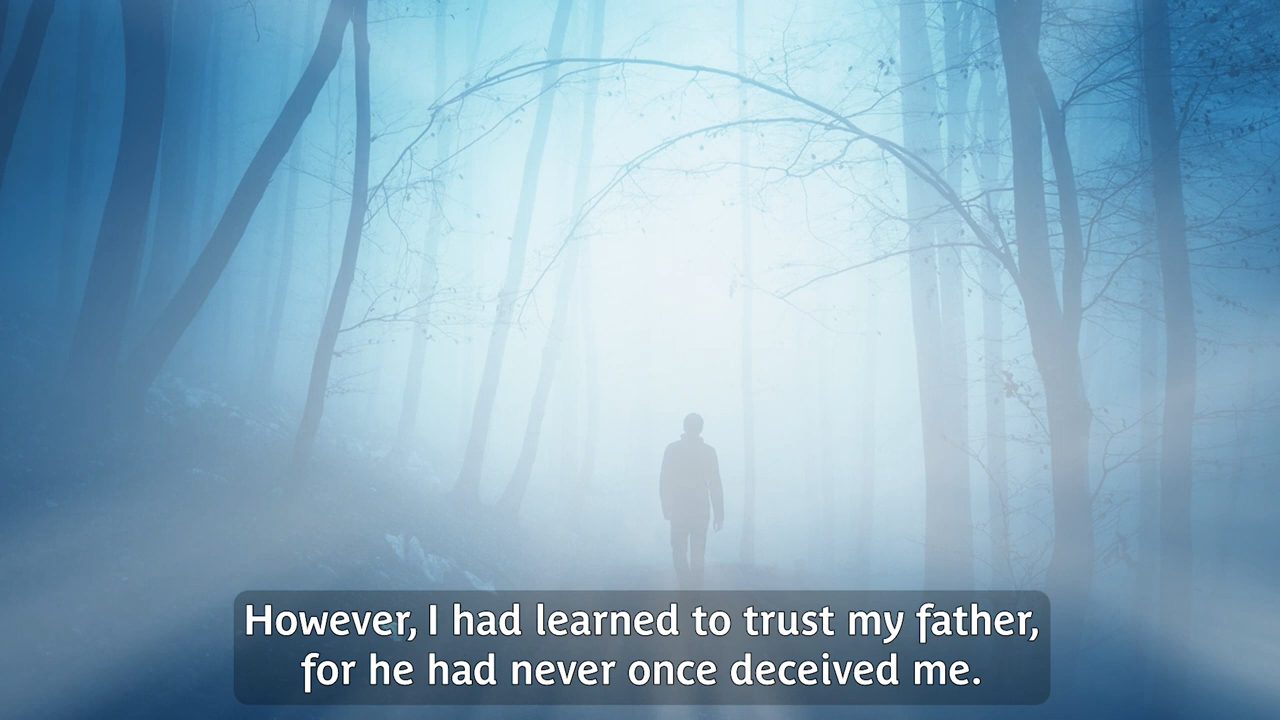 However, I had learned to trust my father,
for he had never once deceived me.